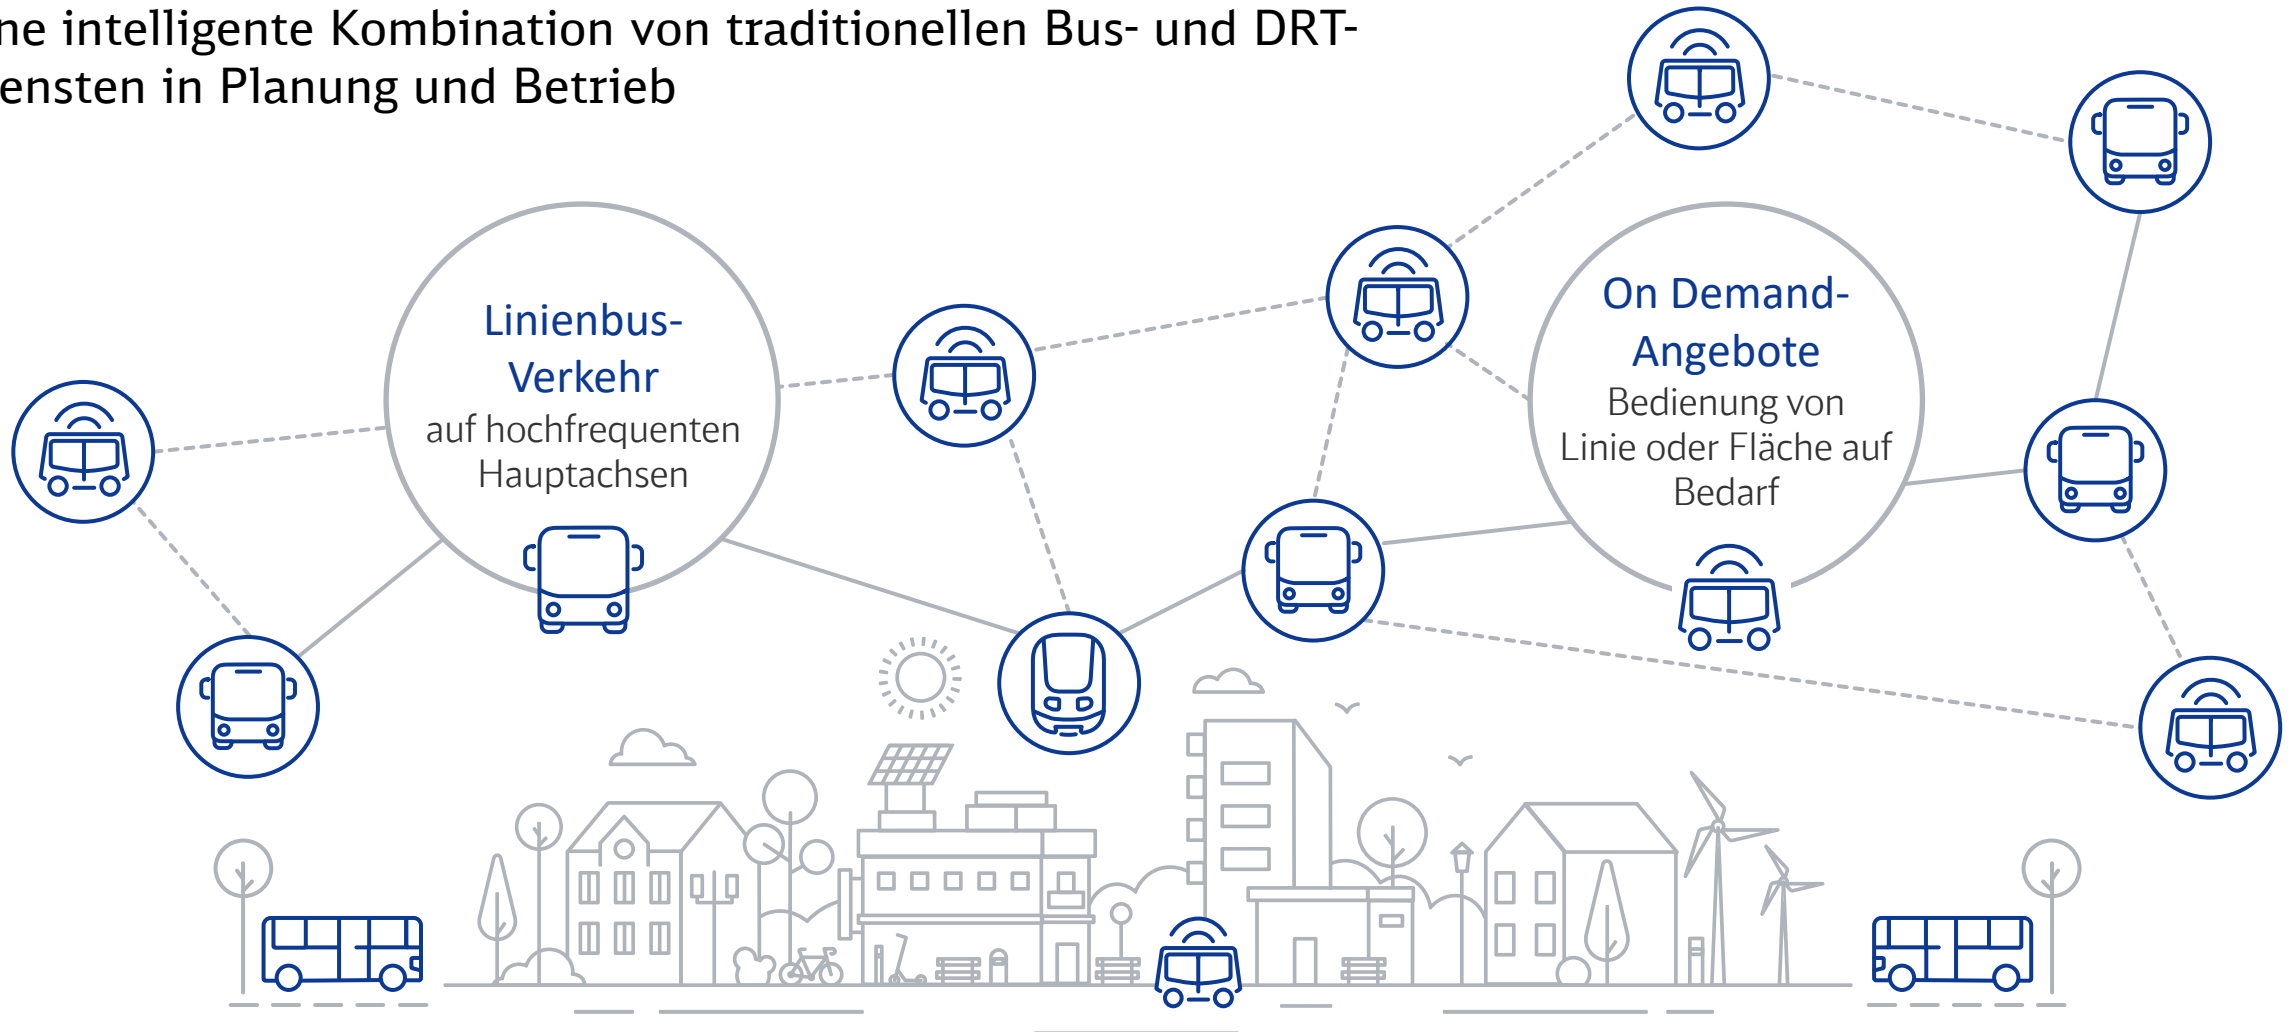 ne intelligente Kombination von traditionellen Bus- und DRT-
ensten in Planung und Betrieb
Linienbus-
Verkehr
auf hochfrequenten
Hauptachsen
On Demand-
Angebote
Bedienung von
Linie oder Fläche auf
Bedarf